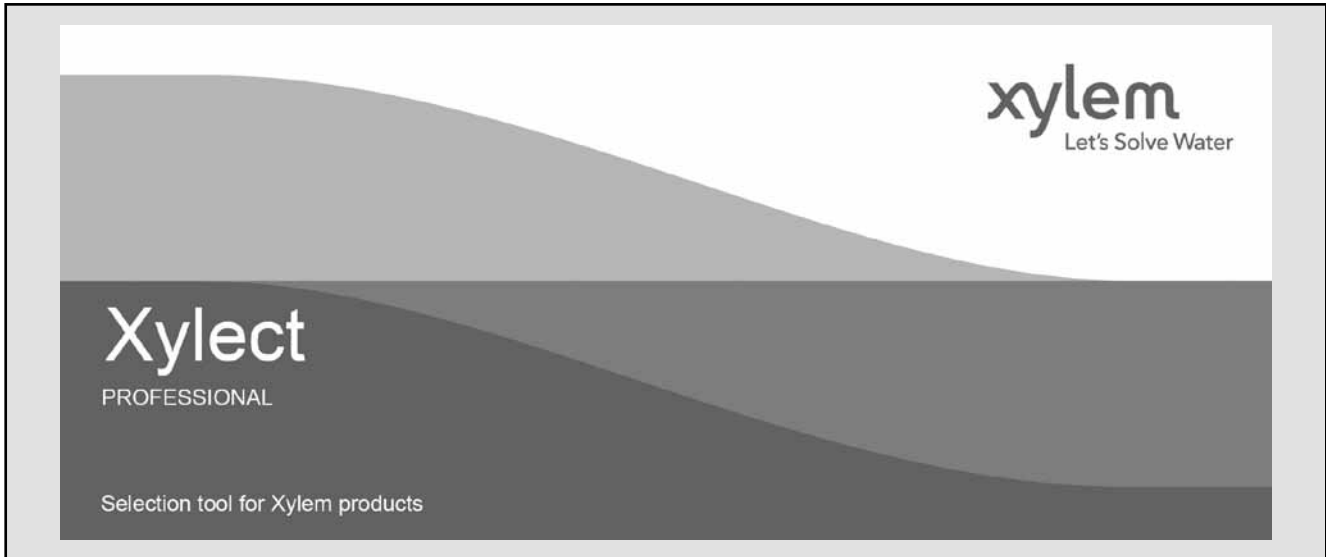 xylem
Let's Solve Water
Xylect
PROFESSIONAL
Selection tool for Xylem products